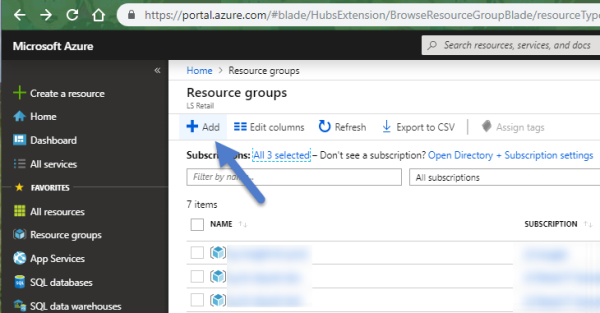 https://portal.azure.com/#blade/HubsExtension/BrowseResourceGroupBlade/resourceType
Microsoft Azure
Search resources, services, and docs
«
Home > Resource groups
Resource groups
LS Retail
Add
Edit columns
Refresh
Export to CSV
Assign tags
Subscriptions: All 3 selected – Don't see a subscription? Open Directory + Subscription settings
Filter by
All subscriptions
7 items
NAME
SUBSCRIPTION
Create a resource
Home
Dashboard
All services
FAVORITES
All resources
Resource groups
App Services
SQL databases
SQL data warehouses